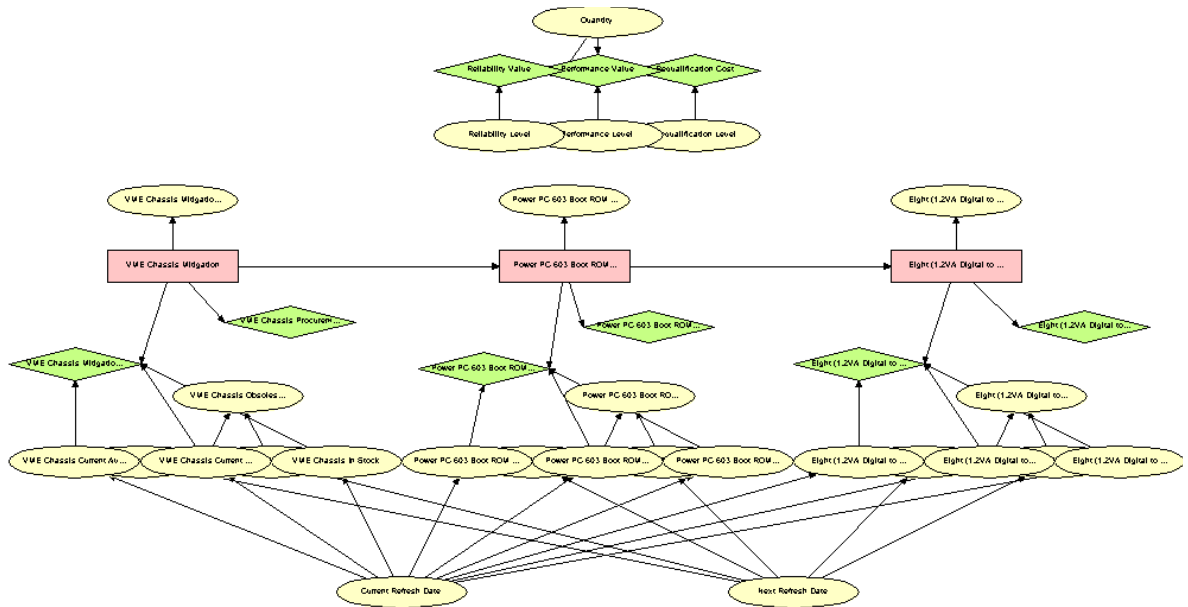 Quantity
Reliability Value
Performance Value
Requalification Cost
Reliability Level
Performance Level
qualification Level
VME Chassis Mitigatio...
Power PC 603 Boot ROM ...
Eight (1.2VA Digital to ...
VME Chassis Mitigation
Power PC 603 Boot ROM...
Eight (1.2VA Digital to ...
VME Chassis Procurem...
Power PC 603 Boot ROM...
Eight (1.2VA Digital to...
VME Chassis Mitigatio...
Power PC 603 Boot ROM...
Eight (1.2VA Digital to ...
VME Chassis Obsoles...
Power PC 603 Boot RO...
Eight (1.2VA Digital to...
VME Chassis Current Av...
VME Chassis Current ...
VME Chassis In Stock
Power PC 603 Boot ROM ...
Power PC 603 Boot ROM...
Power PC 603 Boot ROM ...
Eight (1.2VA Digital to ...
Eight (1.2VA Digital to...
Eight (1.2VA Digital to ...
Current Refresh Date
Next Refresh Date